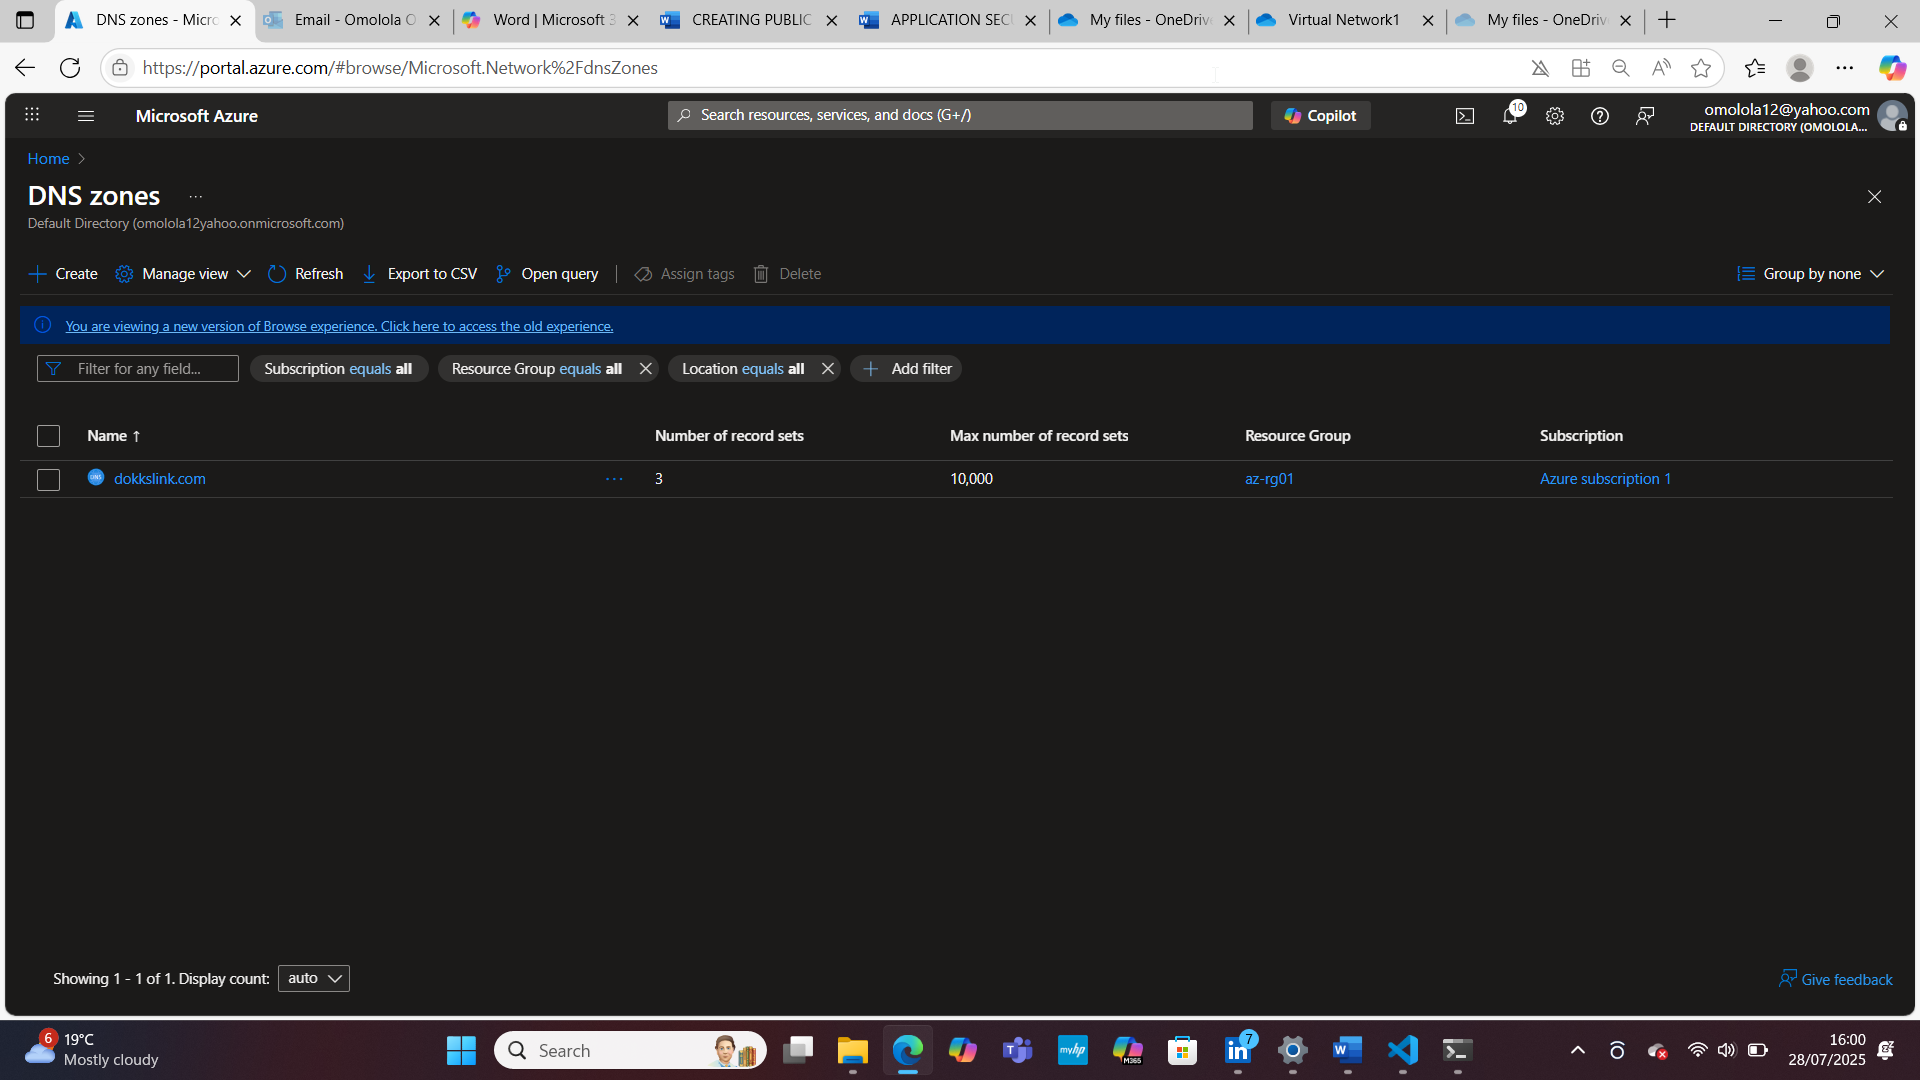 DNS zones - Micro
Email - Omolola O
Word | Microsoft 3
CREATING PUBLIC
APPLICATION SECU
My files - OneDrive
Virtual Network1
My files - OneDrive
https://portal.azure.com/#browse/Microsoft.Network%2FdnsZones
Microsoft Azure
Search resources, services, and docs (G+/)
Copilot
10
omolola12@yahoo.com
DEFAULT DIRECTORY (OMOLOLA...
Home
DNS zones
Default Directory (omolola12yahoo.onmicrosoft.com)
Create
Manage view
Refresh
Export to CSV
Open query
Assign tags
Delete
Group by none
You are viewing a new version of Browse experience. Click here to access the old experience.
Filter for any field...
Subscription equals all
Resource Group equals all
Location equals all
Add filter
Name ↑
Number of record sets
Max number of record sets
Resource Group
Subscription
dokkslink.com
3
10,000
az-rg01
Azure subscription 1
Showing 1 - 1 of 1. Display count:
auto
Give feedback
6
19°C
Mostly cloudy
Search
myhp
M365
7
16:00
28/07/2025